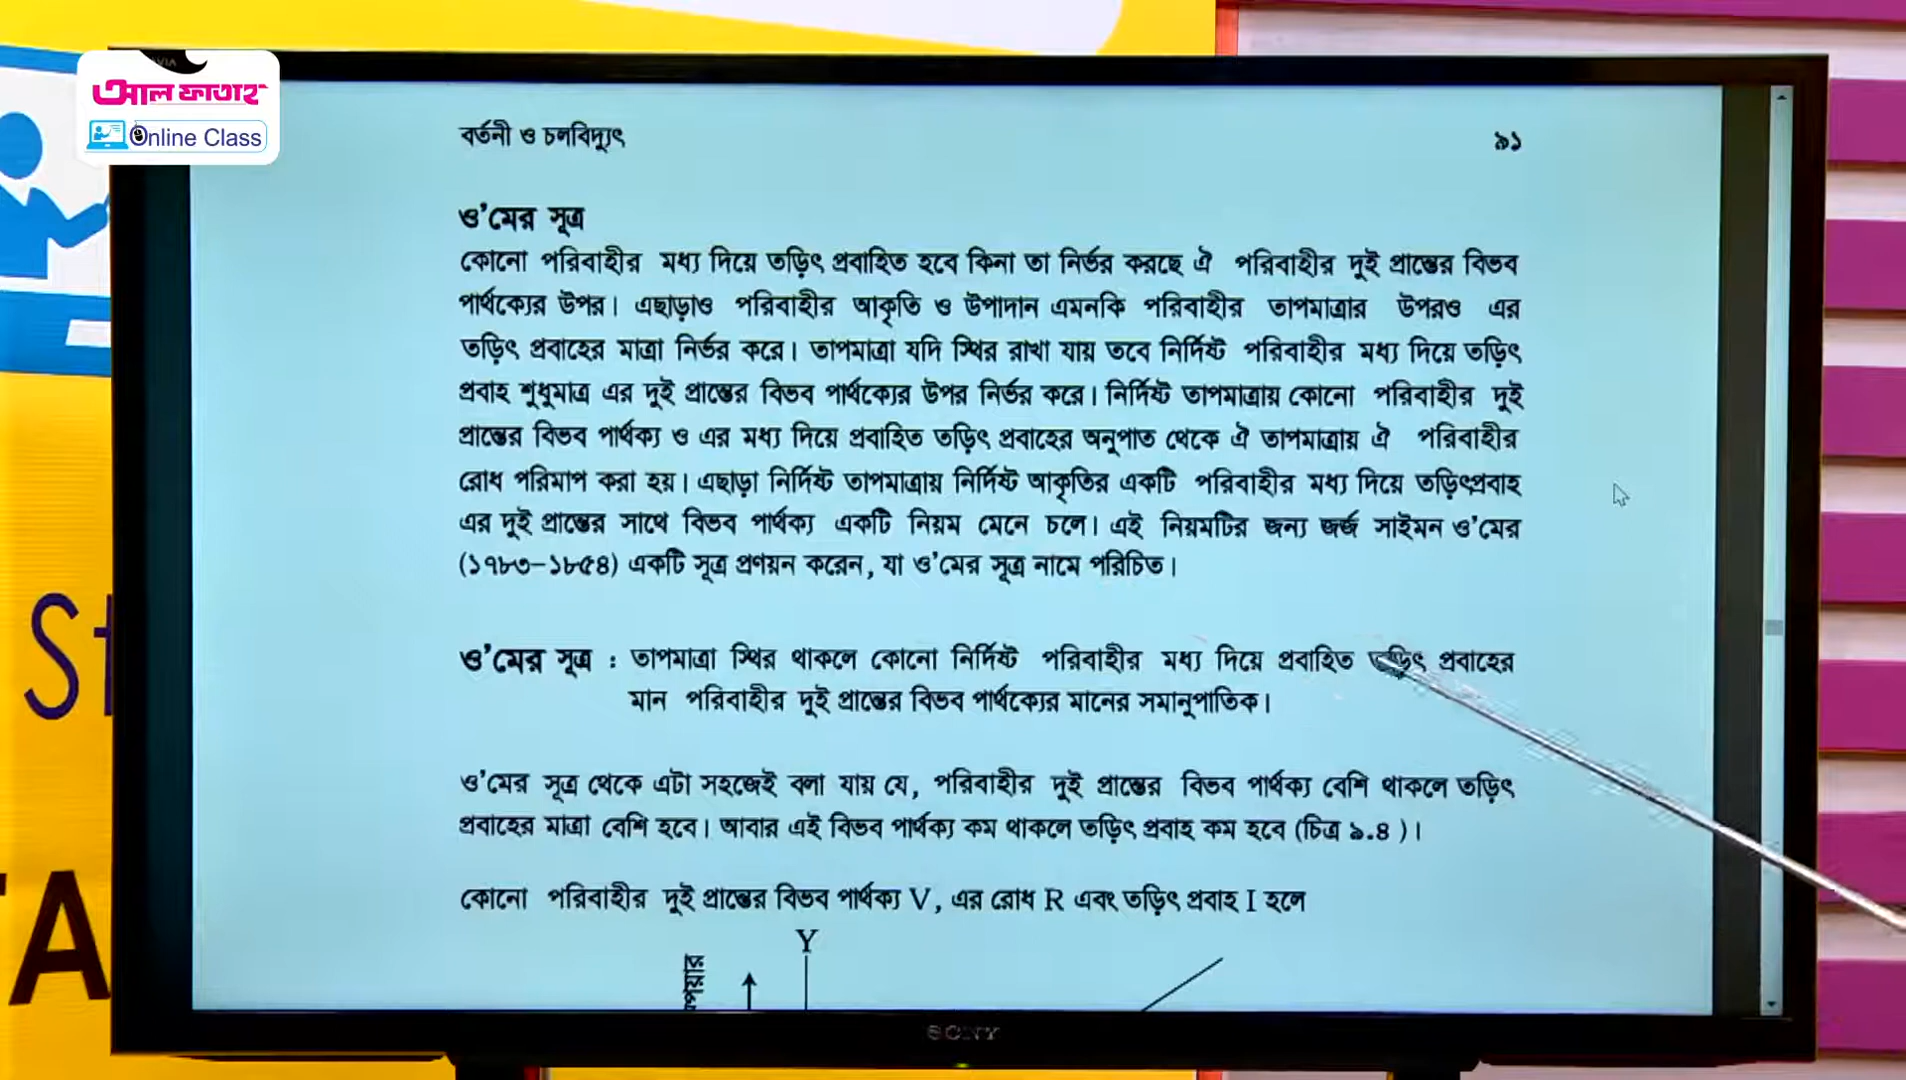 আল ফাতাহ
Online Class
বর্তনী ও চলবিদ্যুৎ ৯১
ও'মের সূত্র
কোনো পরিবাহীর মধ্য দিয়ে তড়িৎ প্রবাহিত হবে কিনা তা নির্ভর করছে ঐ পরিবাহীর দুই প্রান্তের বিভব
পার্থক্যের উপর। এছাড়াও পরিবাহীর আকৃতি ও উপাদান এমনকি পরিবাহীর তাপমাত্রার উপরও এর
তড়িৎ প্রবাহের মাত্রা নির্ভর করে। তাপমাত্রা যদি স্থির রাখা যায় তবে নির্দিষ্ট পরিবাহীর মধ্য দিয়ে তড়িৎ
প্রবাহ শুধুমাত্র এর দুই প্রান্তের বিভব পার্থক্যের উপর নির্ভর করে। নির্দিষ্ট তাপমাত্রায় কোনো পরিবাহীর দুই
প্রান্তের বিভব পার্থক্য ও এর মধ্য দিয়ে প্রবাহিত তড়িৎ প্রবাহের অনুপাত থেকে ঐ তাপমাত্রায় ঐ পরিবাহীর
রোধ পরিমাপ করা হয়। এছাড়া নির্দিষ্ট তাপমাত্রায় নির্দিষ্ট আকৃতির একটি পরিবাহীর মধ্য দিয়ে তড়িৎপ্রবাহ
এর দুই প্রান্তের সাথে বিভব পার্থক্য একটি নিয়ম মেনে চলে। এই নিয়মটির জন্য জর্জ সাইমন ও'মের
(১৭৮৩-১৮৫৪) একটি সূত্র প্রণয়ন করেন, যা ও'মের সূত্র নামে পরিচিত।
ও'মের সূত্র : তাপমাত্রা স্থির থাকলে কোনো নির্দিষ্ট পরিবাহীর মধ্য দিয়ে প্রবাহিত তড়িৎ প্রবাহের
মান পরিবাহীর দুই প্রান্তের বিভব পার্থক্যের মানের সমানুপাতিক।
ও'মের সূত্র থেকে এটা সহজেই বলা যায় যে, পরিবাহীর দুই প্রান্তের বিভব পার্থক্য বেশি থাকলে তড়িৎ
প্রবাহের মাত্রা বেশি হবে। আবার এই বিভব পার্থক্য কম থাকলে তড়িৎ প্রবাহ কম হবে (চিত্র ৯.৪ )।
কোনো পরিবাহীর দুই প্রান্তের বিভব পার্থক্য V, এর রোধ R এবং তড়িৎ প্রবাহ I হলে
Y
SONY